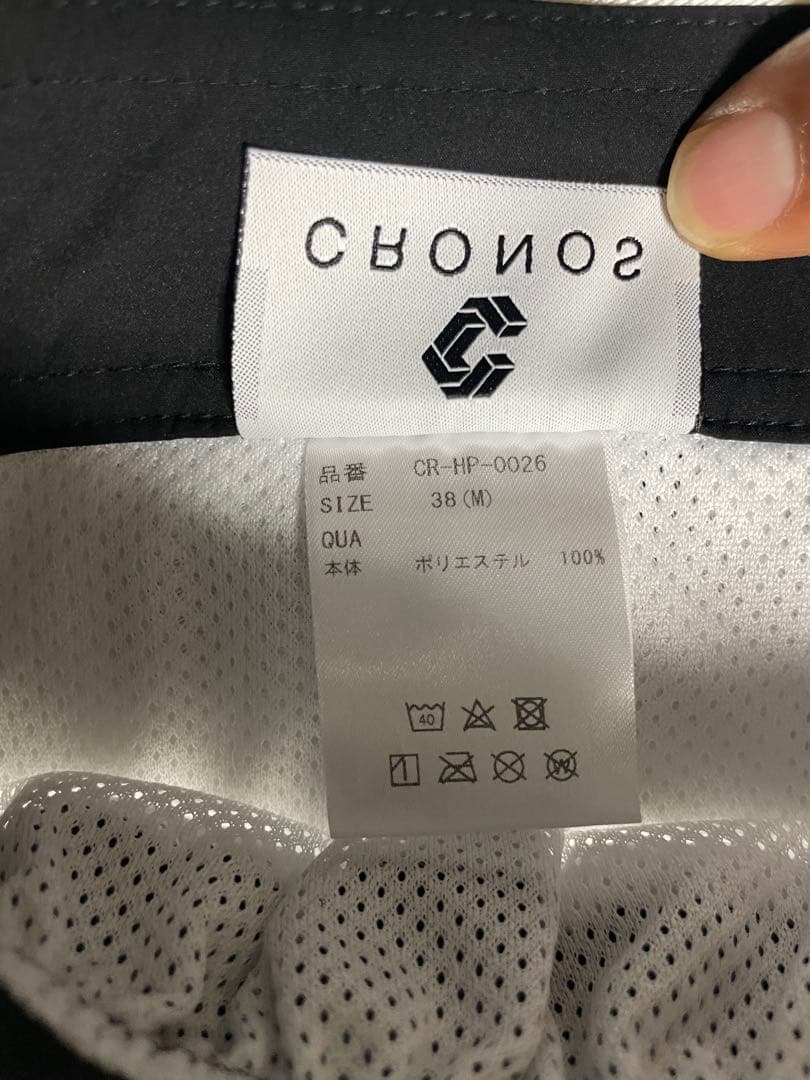 CRONOS
品番 CR-HP-0026
SIZE 38(M)
QUA
本体 ポリエステル 100%
40
W